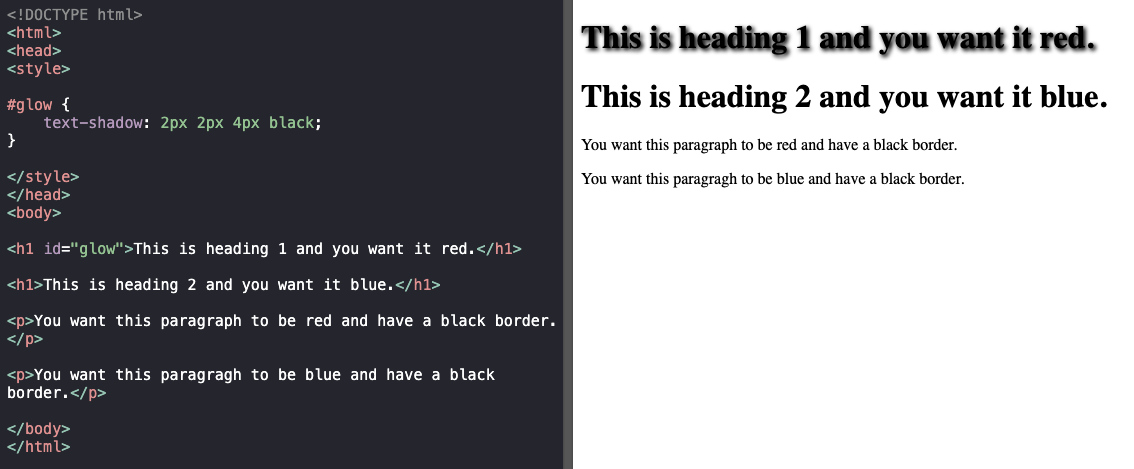 <!DOCTYPE html>
<html>
<head>
<style>
#glow {
    text-shadow: 2px 2px 4px black;
}
</style>
</head>
<body>
<h1 id="glow">This is heading 1 and you want it red.</h1>
<h1>This is heading 2 and you want it blue.</h1>
<p>You want this paragraph to be red and have a black border.
</p>
<p>You want this paragragh to be blue and have a black
border.</p>
</body>
</html>
This is heading 1 and you want it red.
This is heading 2 and you want it blue.
You want this paragraph to be red and have a black border.
You want this paragragh to be blue and have a black border.